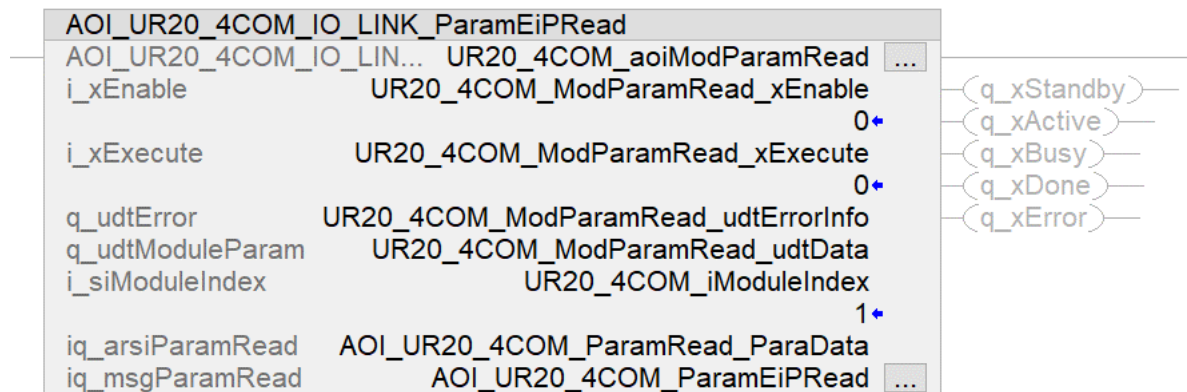 AOI_UR20_4COM_IO_LINK_ParamEiPRead
AOI_UR20_4COM_IO_LIN... UR20_4COM_aoiModParamRead ...
i_xEnable UR20_4COM_ModParamRead_xEnable q_xStandby
0 q_xActive
i_xExecute UR20_4COM_ModParamRead_xExecute q_xBusy
0 q_xDone
q_udtError UR20_4COM_ModParamRead_udtErrorInfo q_xError
q_udtModuleParam UR20_4COM_ModParamRead_udtData
i_siModuleIndex UR20_4COM_iModuleIndex
1
iq_arsiParamRead AOI_UR20_4COM_ParamRead_ParaData
iq_msgParamRead AOI_UR20_4COM_ParamEiPRead ...